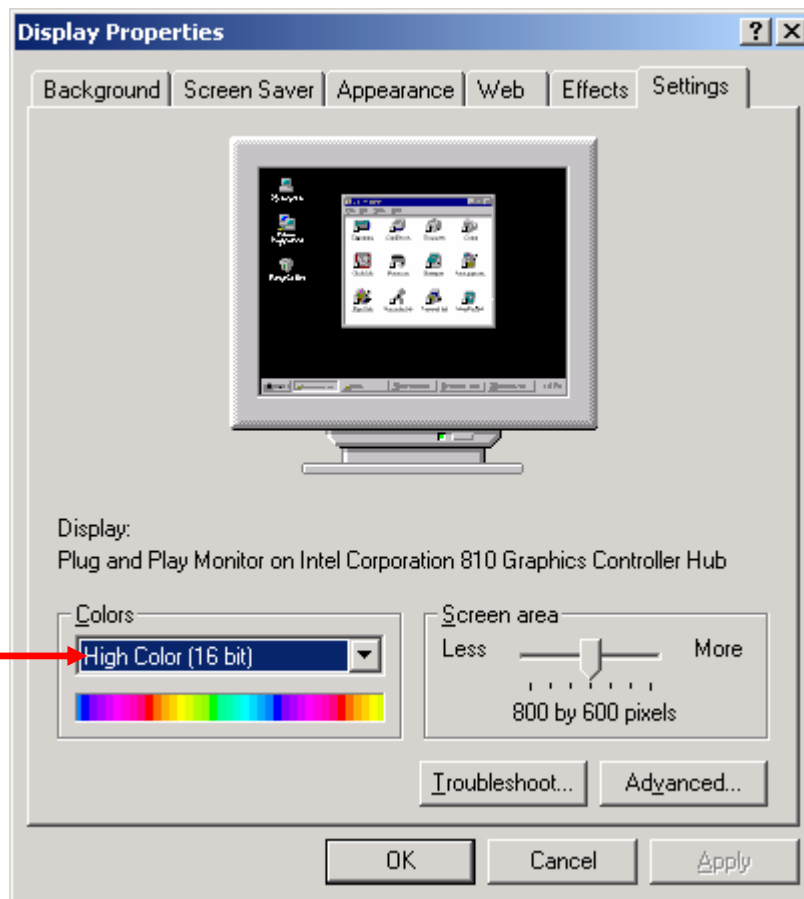 Display Properties
Background Screen Saver Appearance Web Effects Settings
Display:
Plug and Play Monitor on Intel Corporation 810 Graphics Controller Hub
Colors
High Color (16 bit)
Screen area
Less More
800 by 600 pixels
Troubleshoot... Advanced...
OK Cancel Apply